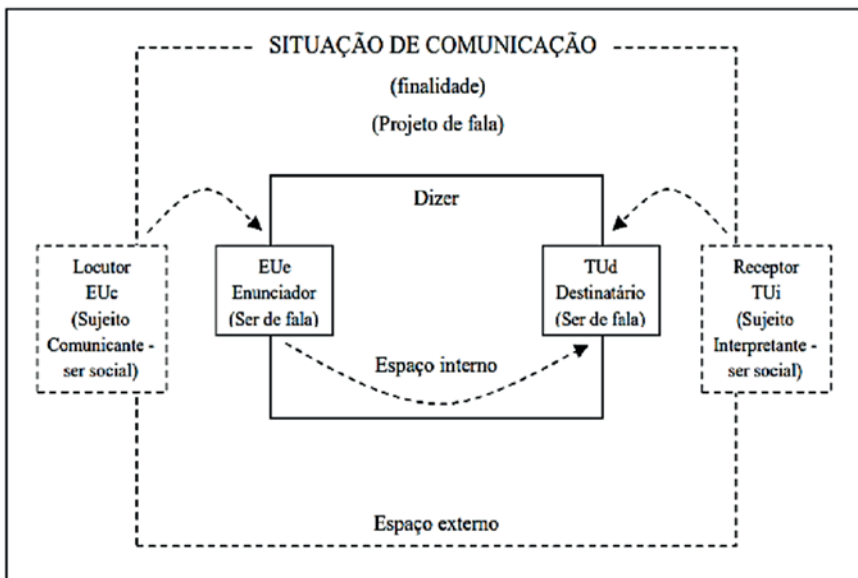 SITUAÇÃO DE COMUNICAÇÃO
(finalidade)
(Projeto de fala)
Dizer
Locutor
EUc
(Sujeito
Comunicante -
ser social)
EUe
Enunciador
(Ser de fala)
TUd
Destinatário
(Ser de fala)
Receptor
TUi
(Sujeito
Interpretante -
ser social)
Espaço interno
Espaço externo